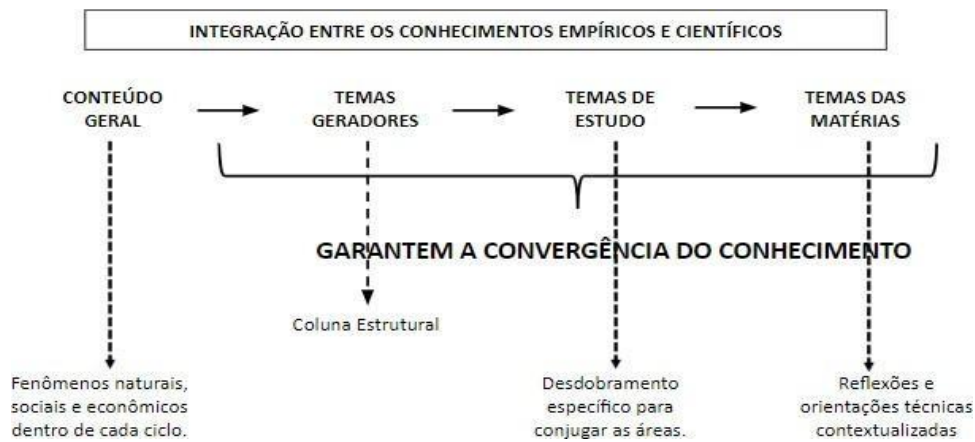 INTEGRAÇÃO ENTRE OS CONHECIMENTOS EMPÍRICOS E CIENTÍFICOS
CONTEÚDO
GERAL
TEMAS
GERADORES
TEMAS DE
ESTUDO
TEMAS DAS
MATÉRIAS
GARANTEM A CONVERGÊNCIA DO CONHECIMENTO
Coluna Estrutural
Fenômenos naturais,
sociais e econômicos
dentro de cada ciclo.
Desdobramento
específico para
conjugar as áreas.
Reflexões e
orientações técnicas
contextualizadas